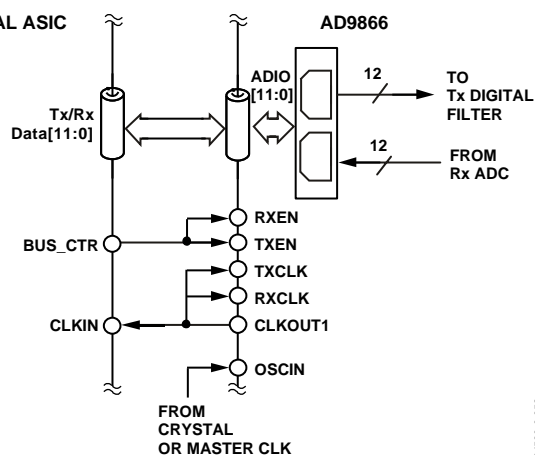 AL ASIC
AD9866
Tx/Rx
Data[11:0]
ADIO
[11:0]
12
TO
Tx DIGITAL
FILTER
12
FROM
Rx ADC
RXEN
BUS_CTR
TXEN
TXCLK
RXCLK
CLKIN
CLKOUT1
OSCIN
FROM
CRYSTAL
OR MASTER CLK